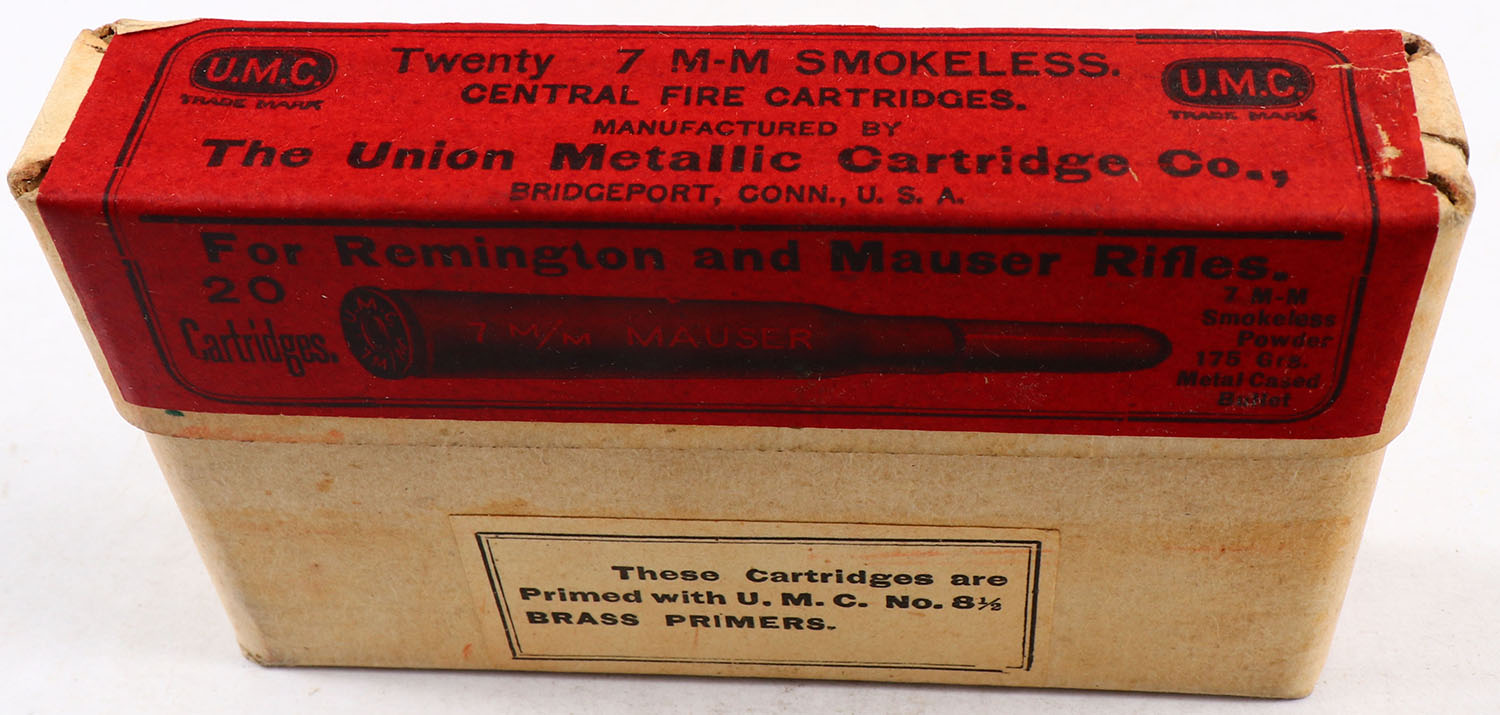 U.M.C.
TRADE MARK
Twenty 7 M-M SMOKELESS.
CENTRAL FIRE CARTRIDGES.
U.M.C.
TRADE MARK
MANUFACTURED BY
The Union Metallic Cartridge Co.,
BRIDGEPORT, CONN., U. S. A.
For Remington and Mauser Rifles.
20
Cartridges.
U.M.C.
7 M/M
7 M/M MAUSER
7 M-M
Smokeless
Powder
175 Grs.
Metal Cased
Bullet
These Cartridges are
Primed with U. M. C. No. 8½
BRASS PRIMERS.